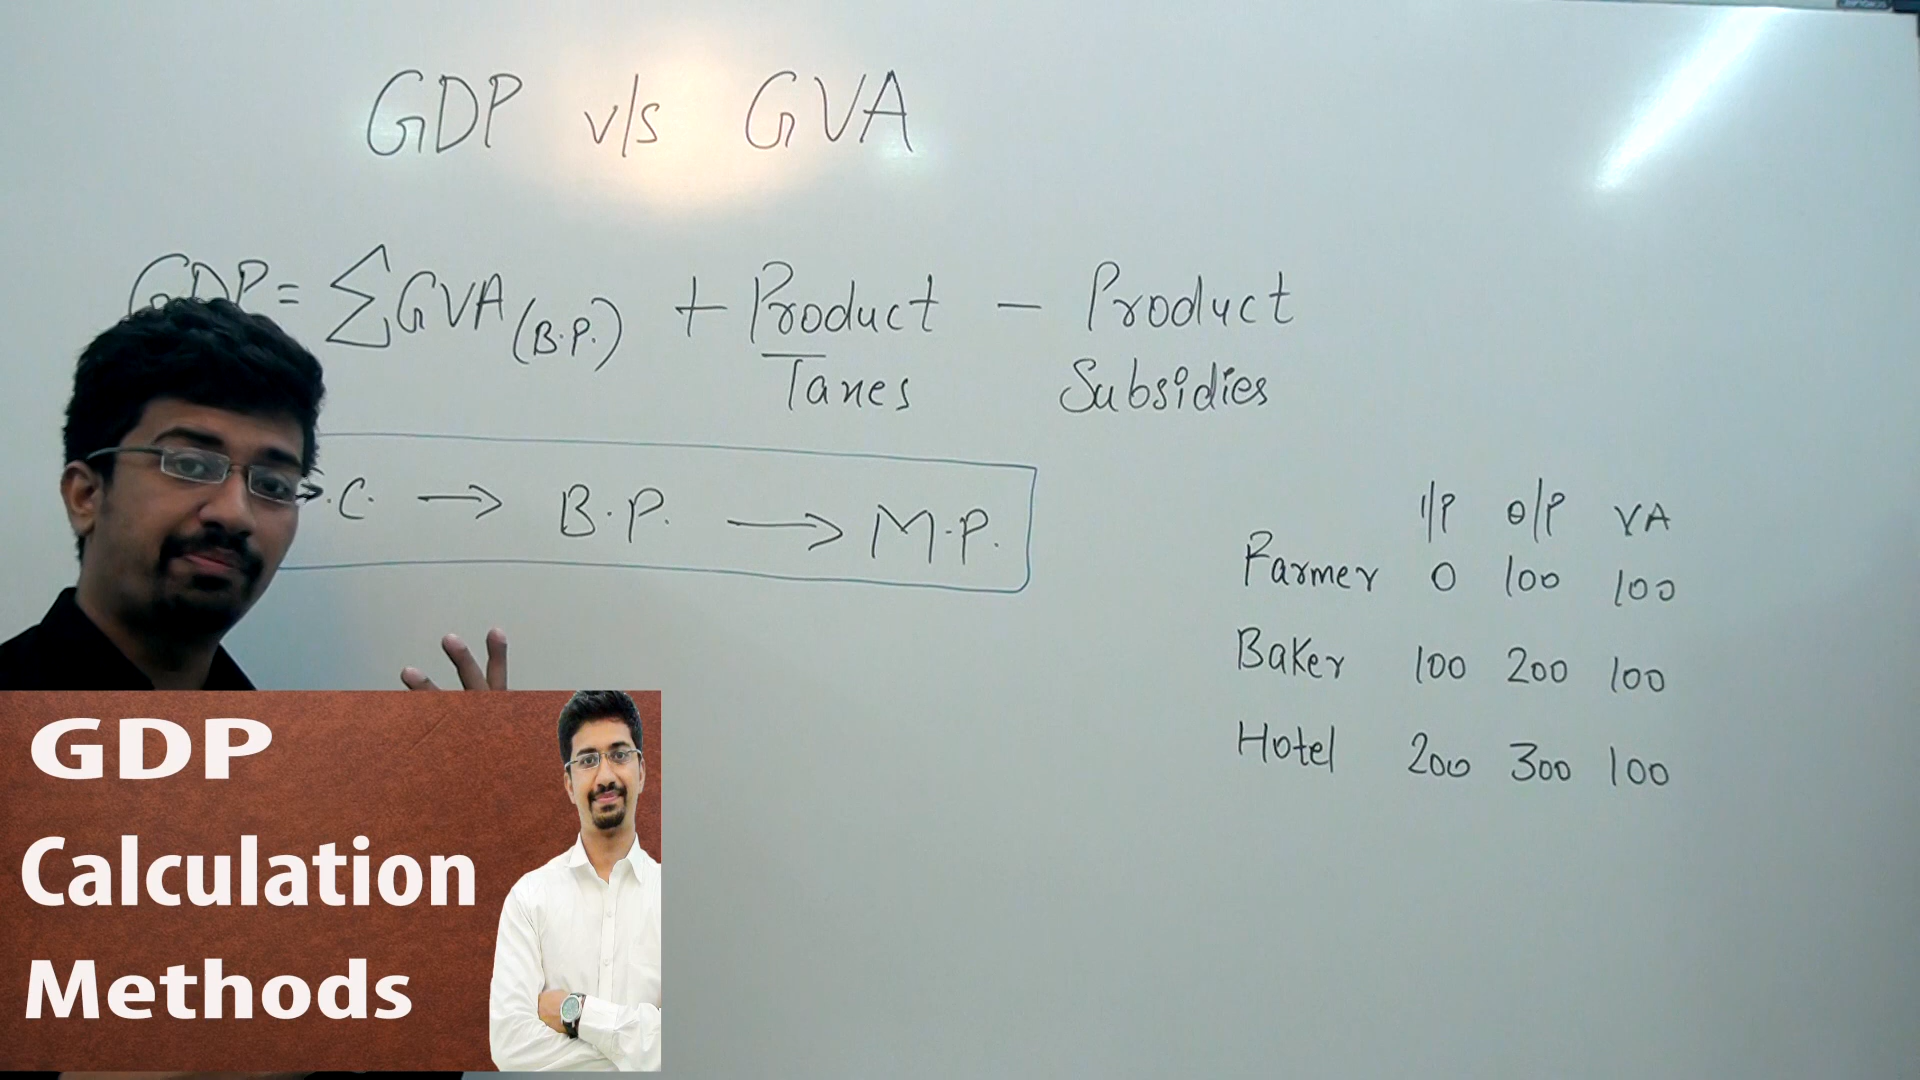 GDP v/s GVA
GDP = ΣGVA(B.P.) + Product Taxes − Product Subsidies
.C. → B.P. → M.P.
I/P O/P VA
Farmer 0 100 100
Baker 100 200 100
Hotel 200 300 100
GDP
Calculation
Methods